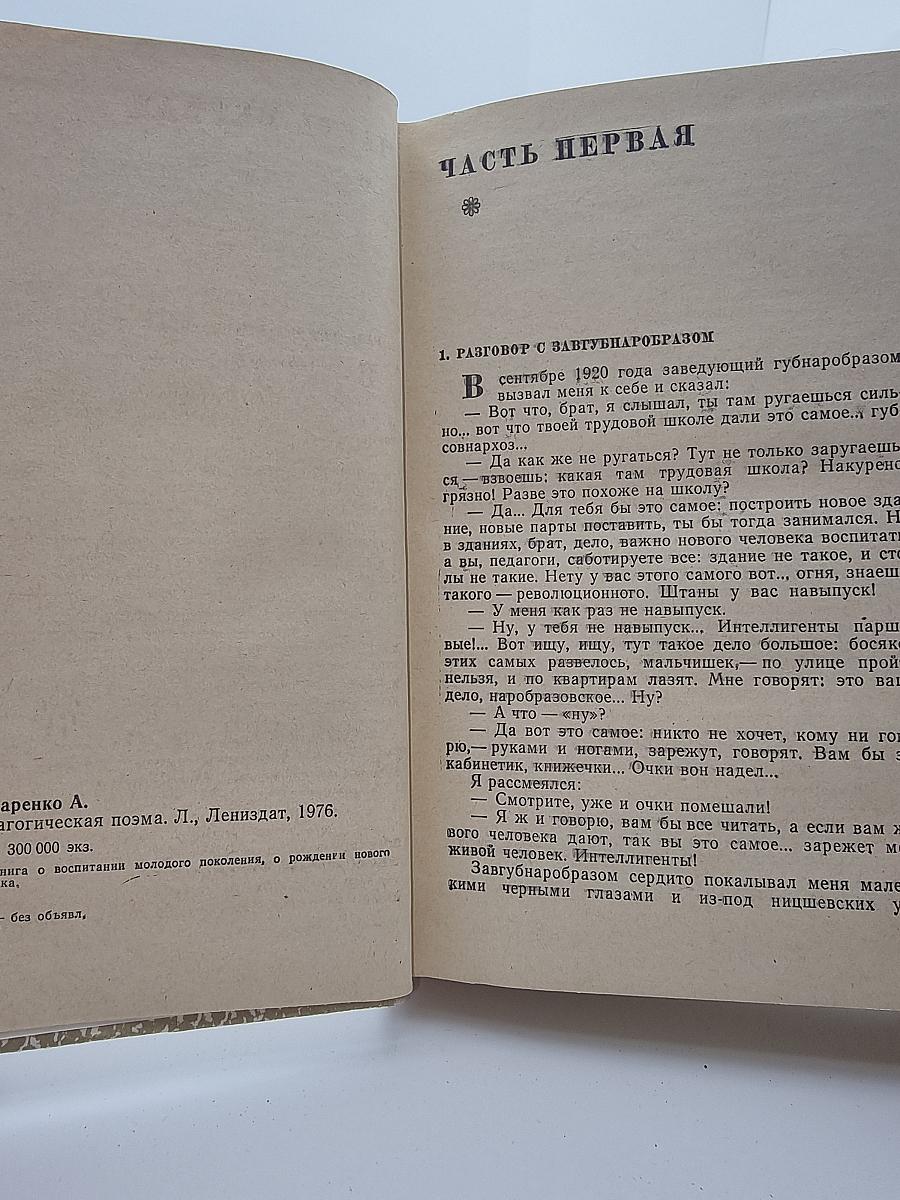 аренко А.
агогическая поэма. Л., Лениздат, 1976.
300 000 экз.
нига о воспитании молодого поколения, о рождении нового
ка.
— без объявл.
ЧАСТЬ ПЕРВАЯ
1. РАЗГОВОР С ЗАВГУБНАРОБРАЗОМ
В сентябре 1920 года заведующий губнаробразом
вызвал меня к себе и сказал:
— Вот что, брат, я слышал, ты там ругаешься силь-
но... вот что твоей трудовой школе дали это самое... губ-
совнархоз...
— Да как же не ругаться? Тут не только заругаешь-
ся — взвоешь: какая там трудовая школа? Накурено
грязно! Разве это похоже на школу?
— Да... Для тебя бы это самое: построить новое зда-
ние, новые парты поставить, ты бы тогда занимался. Н
в зданиях, брат, дело, важно нового человека воспитат
а вы, педагоги, саботируете все: здание не такое, и сто
лы не такие. Нету у вас этого самого вот... огня, знаеш
такого — революционного. Штаны у вас навыпуск!
— У меня как раз не навыпуск.
— Ну, у тебя не навыпуск... Интеллигенты парш
вые!... Вот ищу, ищу, тут такое дело большое: босяко
этих самых развелось, мальчишек,— по улице пройт
нельзя, и по квартирам лазят. Мне говорят: это ваш
дело, наробразовское... Ну?
— А что — «ну»?
— Да вот это самое: никто не хочет, кому ни гов
рю,— руками и ногами, зарежут, говорят. Вам бы э
кабинетик, книжечки... Очки вон надел...
Я рассмеялся:
— Смотрите, уже и очки помешали!
— Я ж и говорю, вам бы все читать, а если вам ж
вого человека дают, так вы это самое... зарежет ме
живой человек. Интеллигенты!
Завгубнаробразом сердито покалывал меня мале
кими черными глазами и из-под ницшевских у